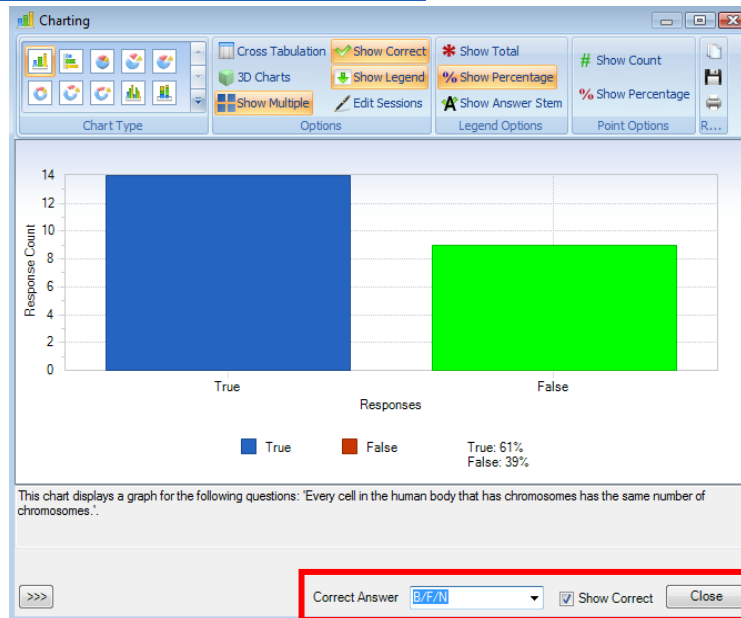 Charting
Cross Tabulation
Show Correct
Show Total
# Show Count
3D Charts
Show Legend
% Show Percentage
% Show Percentage
Show Multiple
Edit Sessions
A Show Answer Stem
Chart Type
Options
Legend Options
Point Options
R...
14
12
10
8
6
4
2
0
Response Count
True
False
Responses
True
False
True: 61%
False: 39%
This chart displays a graph for the following questions: 'Every cell in the human body that has chromosomes has the same number of
chromosomes.'.
>>>
Correct Answer
B/F/N
Show Correct
Close